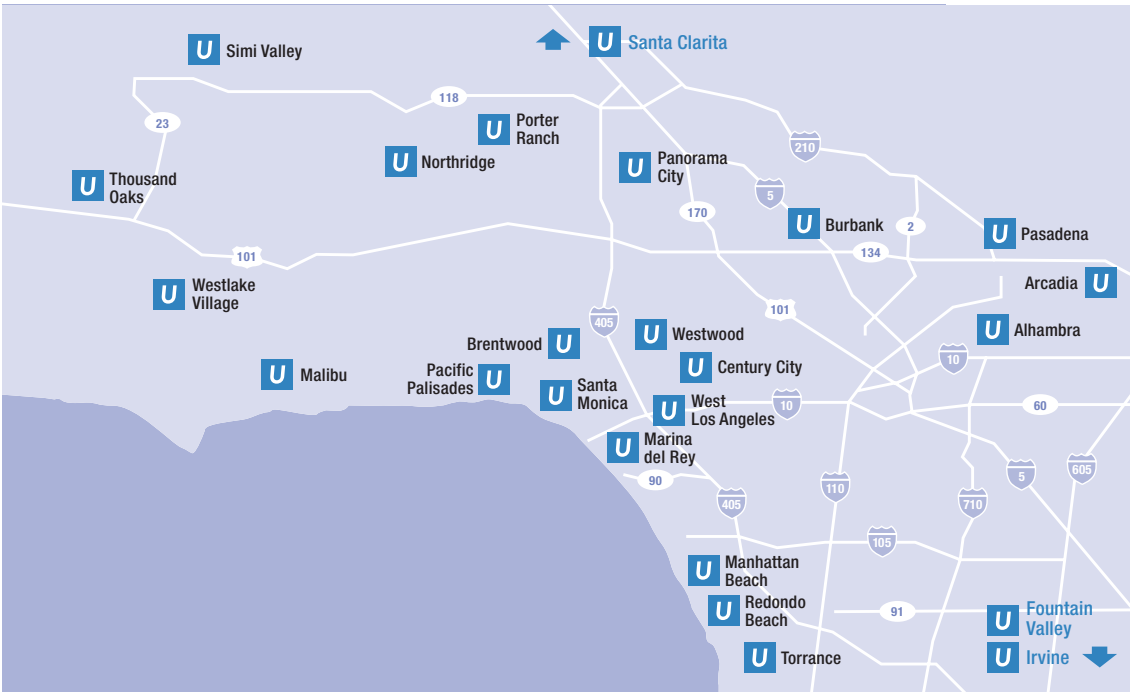 U Simi Valley
U Santa Clarita
118
23
U Porter
Ranch
U Northridge
210
U Panorama
City
5
U Thousand
Oaks
170
U Burbank
2
U Pasadena
134
101
Arcadia U
U Westlake
Village
101
405
U Westwood
U Alhambra
Brentwood U
10
U Century City
U Malibu
Pacific
Palisades U
U Santa
Monica
U West
Los Angeles
10
60
U Marina
del Rey
90
5
605
405
110
710
105
U Manhattan
Beach
U Redondo
Beach
91
U Fountain
Valley
U Torrance
U Irvine